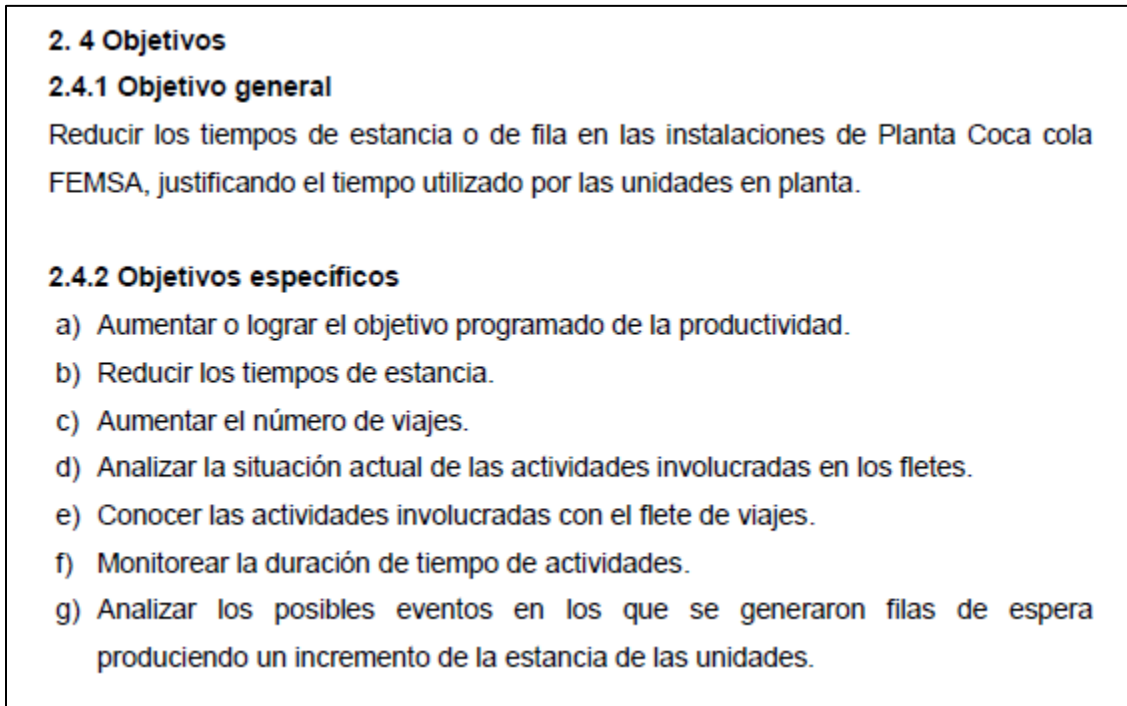 2. 4 Objetivos
2.4.1 Objetivo general
Reducir los tiempos de estancia o de fila en las instalaciones de Planta Coca cola
FEMSA, justificando el tiempo utilizado por las unidades en planta.
2.4.2 Objetivos específicos
a) Aumentar o lograr el objetivo programado de la productividad.
b) Reducir los tiempos de estancia.
c) Aumentar el número de viajes.
d) Analizar la situación actual de las actividades involucradas en los fletes.
e) Conocer las actividades involucradas con el flete de viajes.
f) Monitorear la duración de tiempo de actividades.
g) Analizar los posibles eventos en los que se generaron filas de espera
produciendo un incremento de la estancia de las unidades.